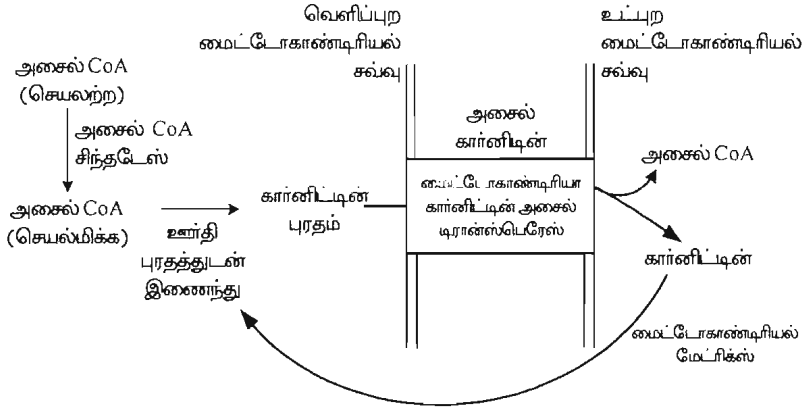 வெளிப்புற
மைட்டோகாண்டிரியல்
சவ்வு
உட்புற
மைட்டோகாண்டிரியல்
சவ்வு
அசைல் CoA
(செயலற்ற)
அசைல் CoA
சிந்தடேஸ்
அசைல் CoA
(செயல்மிக்க)
ஊர்தி
புரதத்துடன்
இணைந்து
கார்னிட்டின்
புரதம்
அசைல்
கார்னிடின்
மைட்டோகாண்டிரியா
கார்னிட்டின் அசைல்
டிரான்ஸ்பெரேஸ்
அசைல் CoA
கார்னிட்டின்
மைட்டோகாண்டிரியல்
மேட்ரிக்ஸ்